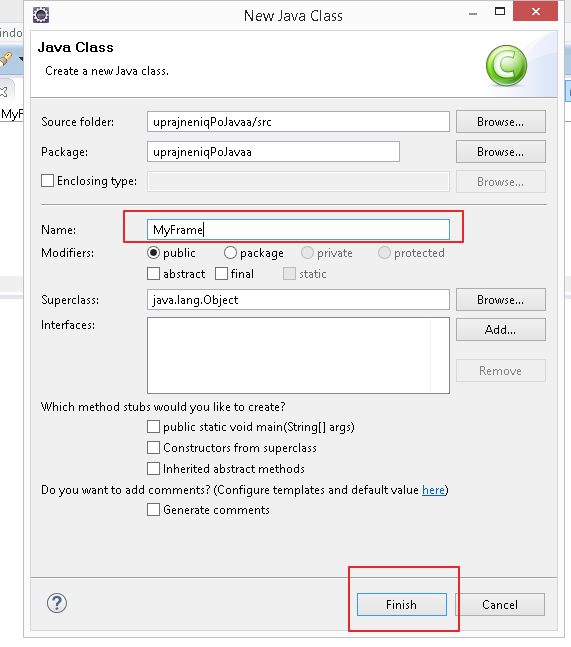 New Java Class
indo
Java Class
Create a new Java class.
MyF
Source folder: uprajneniqPoJavaa/src Browse...
Package: uprajneniqPoJavaa Browse...
Enclosing type: Browse...
Name: MyFrame
Modifiers: public package private protected
abstract final static
Superclass: java.lang.Object Browse...
Interfaces: Add...
Remove
Which method stubs would you like to create?
public static void main(String[] args)
Constructors from superclass
Inherited abstract methods
Do you want to add comments? (Configure templates and default value here)
Generate comments
? Finish Cancel